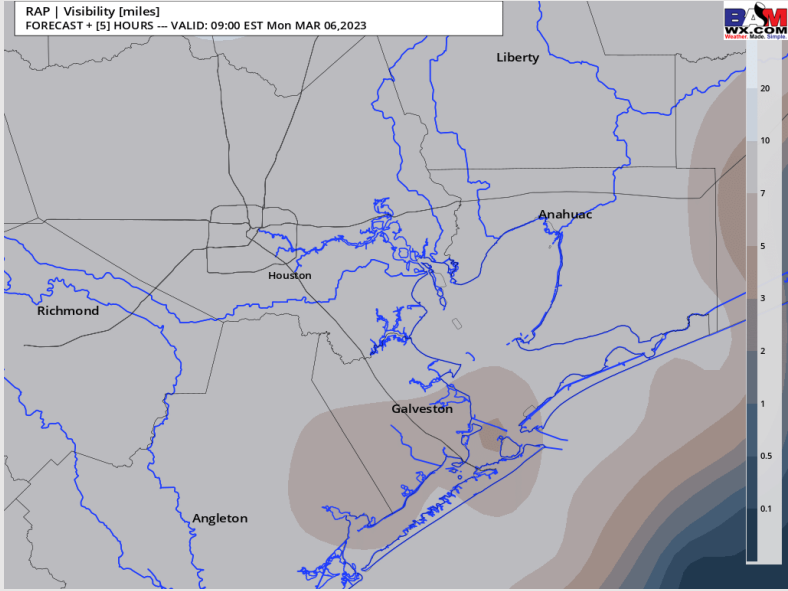 RAP | Visibility [miles]
FORECAST + [5] HOURS --- VALID: 09:00 EST Mon MAR 06,2023
BAM
WX.COM
Weather. Made. Simple.
Liberty
20
10
7
Anahuac
5
Houston
3
Richmond
2
1
Galveston
0.5
0.1
Angleton